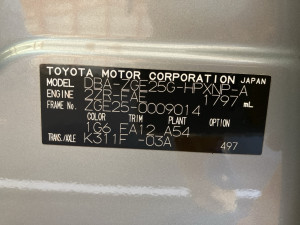 TOYOTA MOTOR CORPORATION JAPAN
MODEL DBA-ZGE25G-HPXNP-A
ENGINE 2ZR-FAE 1797 mL
FRAME No. ZGE25-0009014
COLOR TRIM PLANT
1G6 FA12 A54
TRANS./AXLE K311F -03A
497